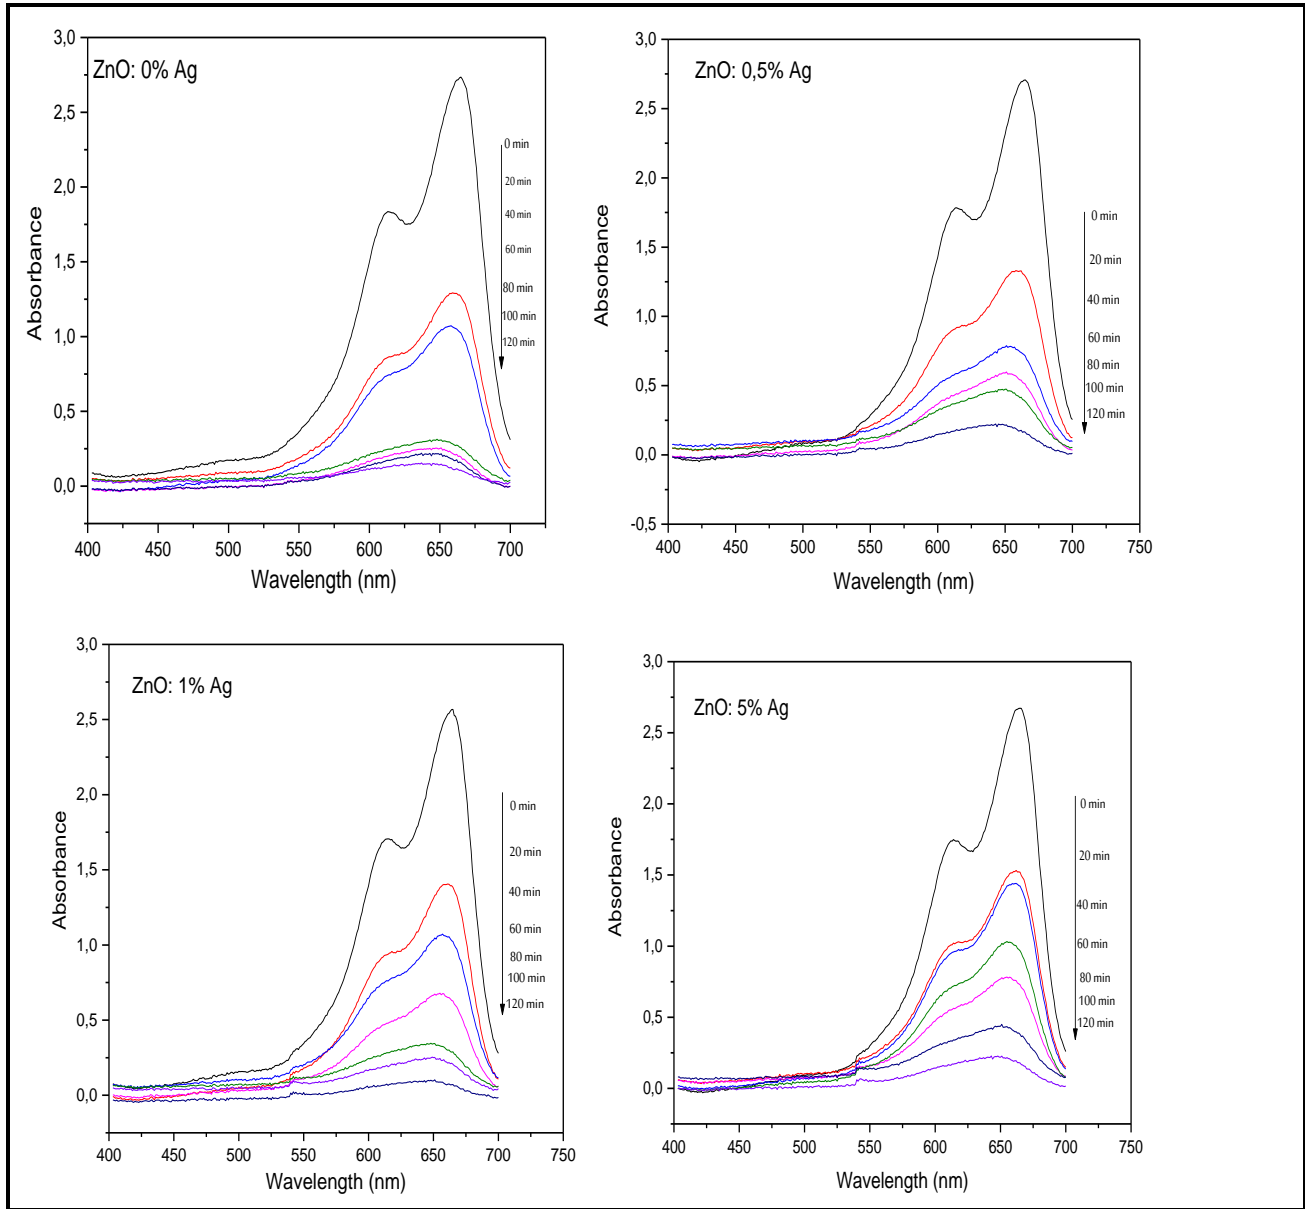 ZnO: 0% Ag
3,0
2,5
2,0
1,5
1,0
0,5
0,0
Absorbance
0 min
20 min
40 min
60 min
80 min
100 min
120 min
400 450 500 550 600 650 700
Wavelength (nm)
ZnO: 0,5% Ag
3,0
2,5
2,0
1,5
1,0
0,5
0,0
-0,5
Absorbance
0 min
20 min
40 min
60 min
80 min
100 min
120 min
400 450 500 550 600 650 700 750
Wavelength (nm)
ZnO: 1% Ag
3,0
2,5
2,0
1,5
1,0
0,5
0,0
Absorbance
0 min
20 min
40 min
60 min
80 min
100 min
120 min
400 450 500 550 600 650 700 750
Wavelength (nm)
ZnO: 5% Ag
3,0
2,5
2,0
1,5
1,0
0,5
0,0
Absorbance
0 min
20 min
40 min
60 min
80 min
100 min
120 min
400 450 500 550 600 650 700 750
Wavelength (nm)